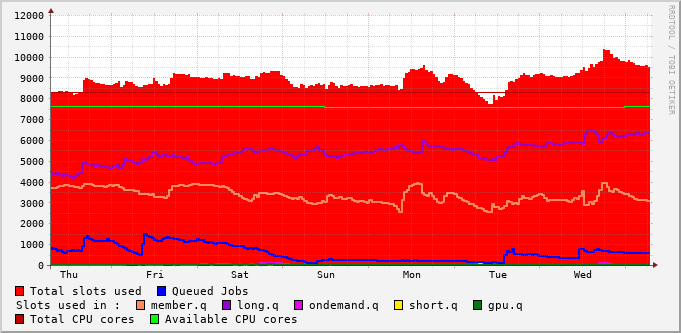 12000
11000
10000
9000
8000
7000
6000
5000
4000
3000
2000
1000
0
Thu Fri Sat Sun Mon Tue Wed
RRDTOOL / TOBI OETIKER
Total slots used Queued Jobs
Slots used in : member.q long.q ondemand.q short.q gpu.q
Total CPU cores Available CPU cores